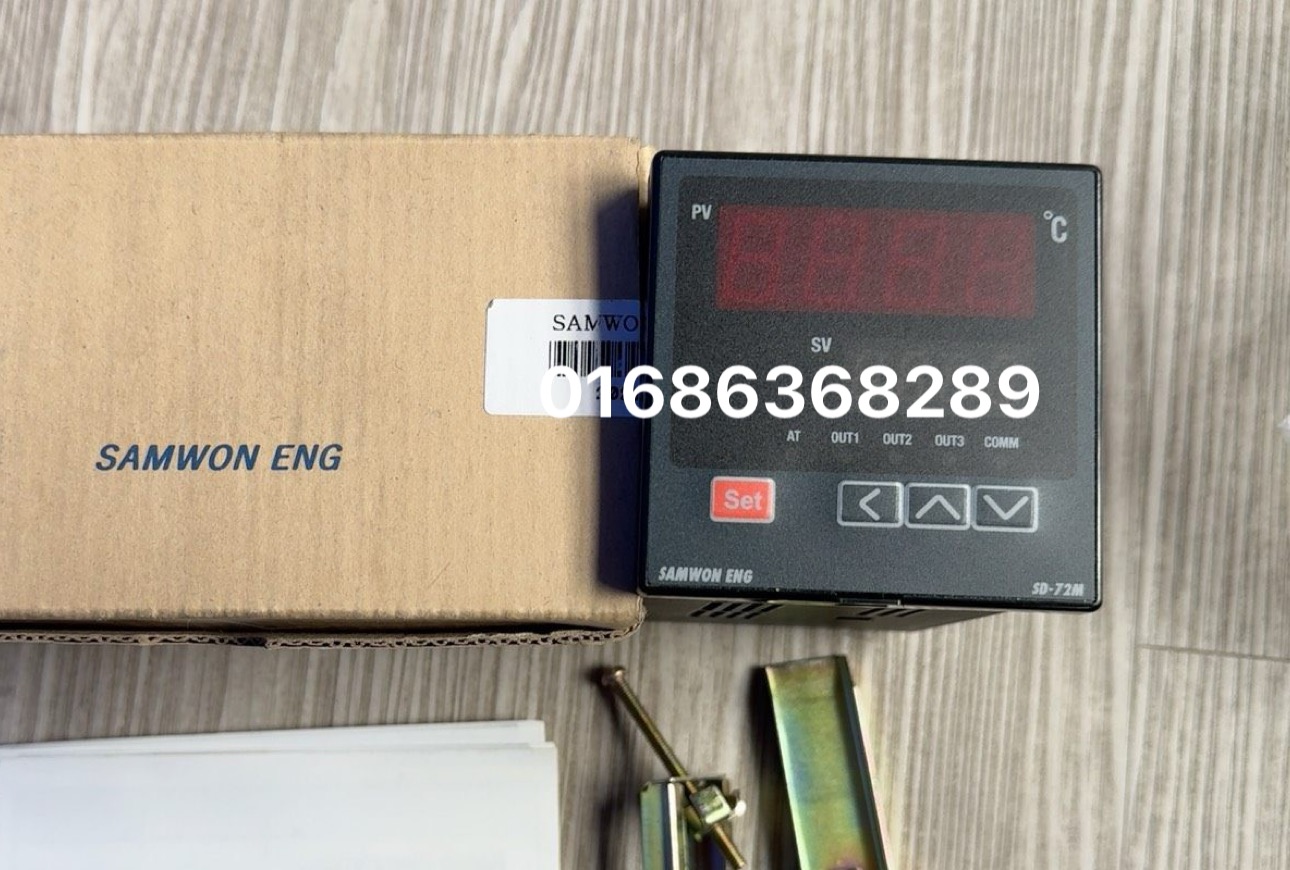 PV
°C
SAMWO
SV
01686368289
AT OUT1 OUT2 OUT3 COMM
SAMWON ENG
Set
SAMWON ENG
SD-72M